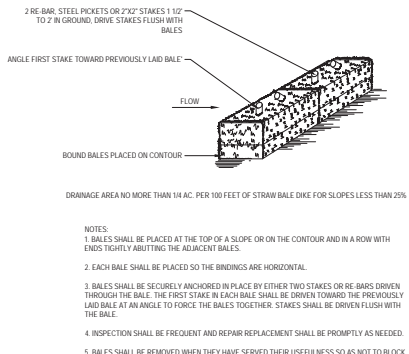 2 RE-BAR, STEEL PICKETS OR 2"X2" STAKES 1 1/2'
TO 2' IN GROUND, DRIVE STAKES FLUSH WITH
BALES
ANGLE FIRST STAKE TOWARD PREVIOUSLY LAID BALE'
FLOW
BOUND BALES PLACED ON CONTOUR
DRAINAGE AREA NO MORE THAN 1/4 AC. PER 100 FEET OF STRAW BALE DIKE FOR SLOPES LESS THAN 25%
NOTES:
1. BALES SHALL BE PLACED AT THE TOP OF A SLOPE OR ON THE CONTOUR AND IN A ROW WITH
ENDS TIGHTLY ABUTTING THE ADJACENT BALES.
2. EACH BALE SHALL BE PLACED SO THE BINDINGS ARE HORIZONTAL.
3. BALES SHALL BE SECURELY ANCHORED IN PLACE BY EITHER TWO STAKES OR RE-BARS DRIVEN
THROUGH THE BALE. THE FIRST STAKE IN EACH BALE SHALL BE DRIVEN TOWARD THE PREVIOUSLY
LAID BALE AT AN ANGLE TO FORCE THE BALES TOGETHER. STAKES SHALL BE DRIVEN FLUSH WITH
THE BALE.
4. INSPECTION SHALL BE FREQUENT AND REPAIR REPLACEMENT SHALL BE PROMPTLY AS NEEDED.
5. BALES SHALL BE REMOVED WHEN THEY HAVE SERVED THEIR USEFULNESS SO AS NOT TO BLOCK